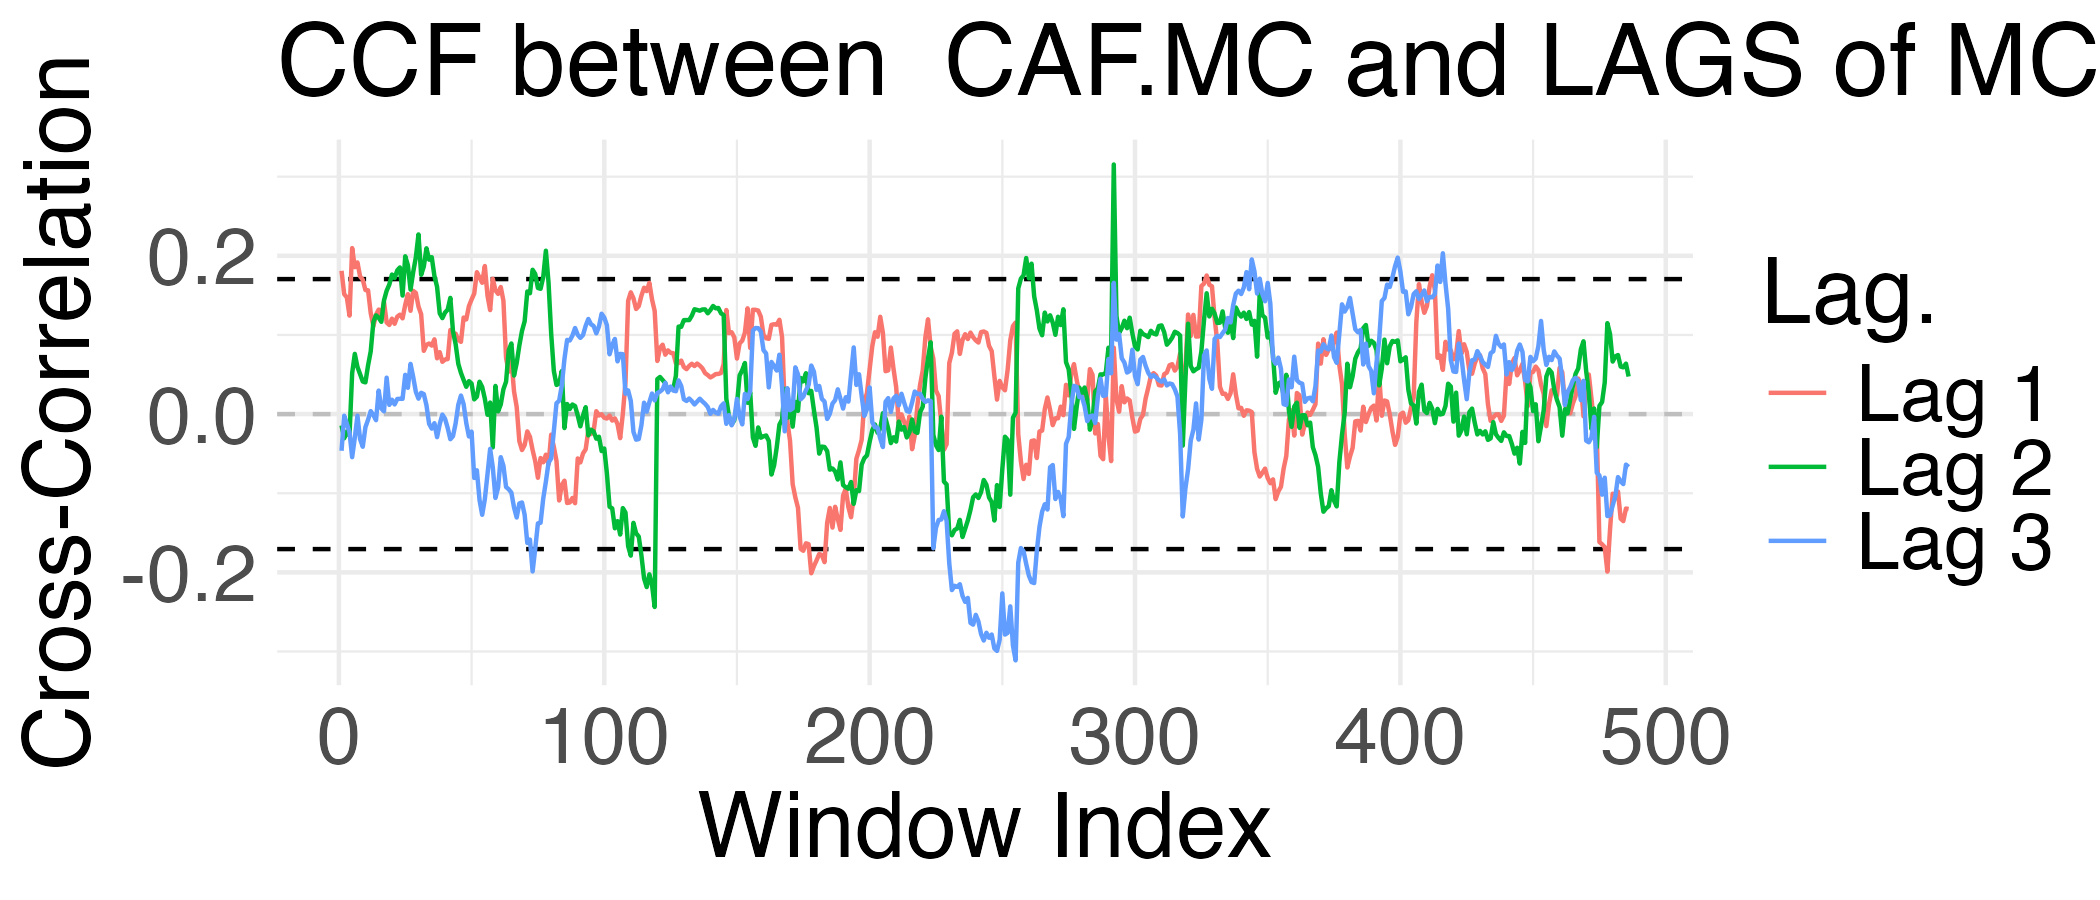 CCF between  CAF.MC and LAGS of MC
Cross-Correlation
0.2
0.0
-0.2
0 100 200 300 400 500
Window Index
Lag.
Lag 1
Lag 2
Lag 3